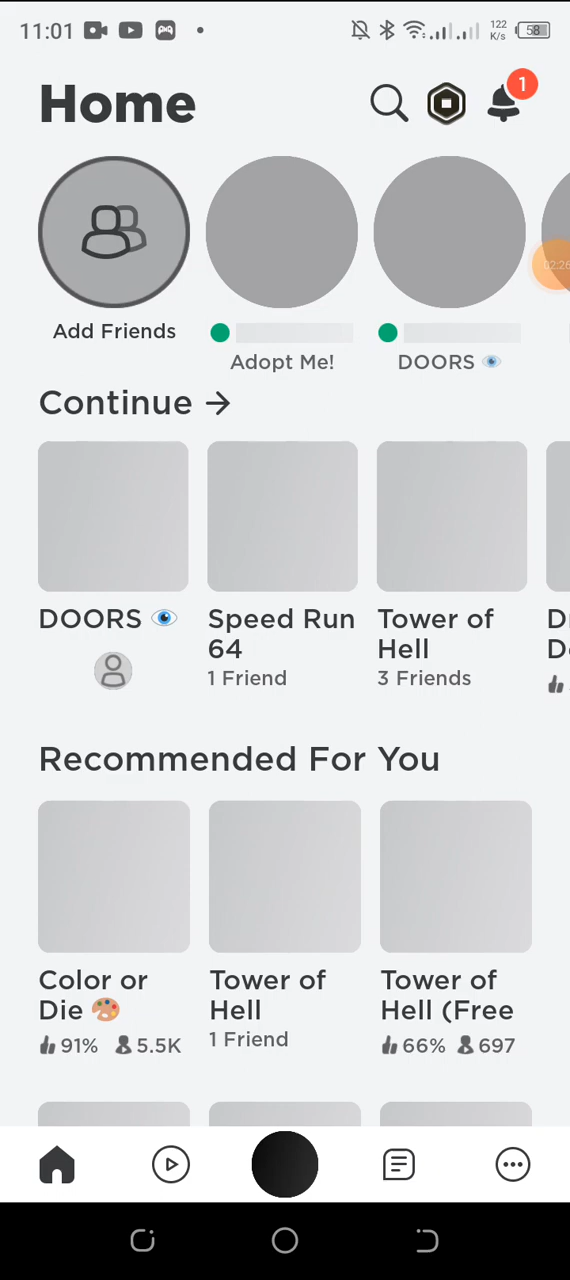 11:01
122
K/s
58
Home
1
02:26
Add Friends
Adopt Me!
DOORS 👁️
Continue →
DOORS 👁️
Speed Run
64
1 Friend
Tower of
Hell
3 Friends
Recommended For You
Color or
Die 🎨
91% 5.5K
Tower of
Hell
1 Friend
Tower of
Hell (Free
66% 697